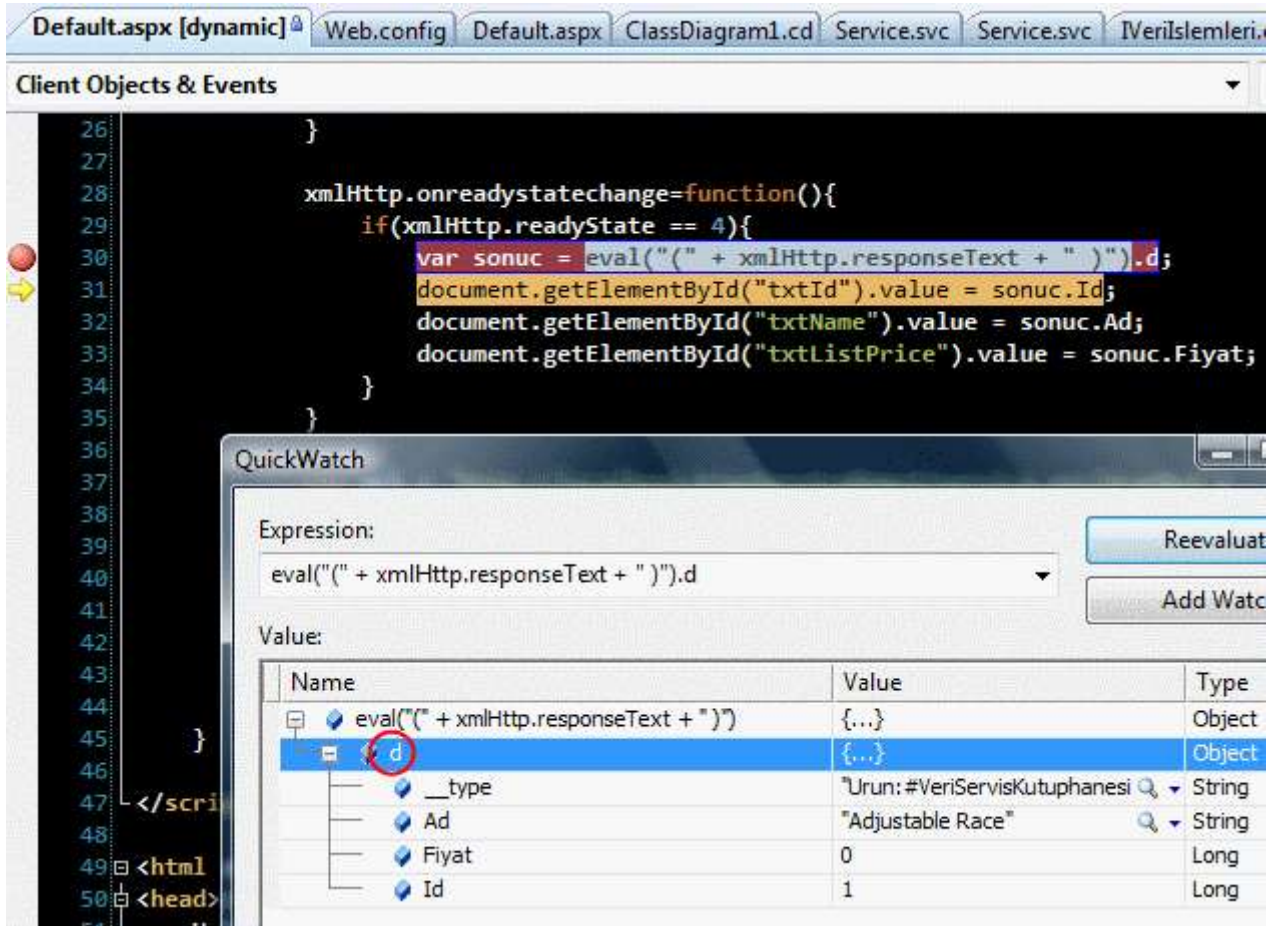 Default.aspx [dynamic] Web.config Default.aspx ClassDiagram1.cd Service.svc Service.svc IVeriIslemleri.
Client Objects & Events
26 }
27
28 xmlHttp.onreadystatechange=function(){
29 if(xmlHttp.readyState == 4){
30 var sonuc = eval("(" + xmlHttp.responseText + " )").d;
31 document.getElementById("txtId").value = sonuc.Id;
32 document.getElementById("txtName").value = sonuc.Ad;
33 document.getElementById("txtListPrice").value = sonuc.Fiyat;
34 }
35 }
36
37
38
39
40
41
42
43
44
45 }
46
47 </scri
48
49 <html
50 <head>
QuickWatch
Expression:
Reevaluat
eval("(" + xmlHttp.responseText + " )").d
Add Watc
Value:
Name Value Type
eval("(" + xmlHttp.responseText + " )") {...} Object
d {...} Object
__type "Urun:#VeriServisKutuphanesi String
Ad "Adjustable Race" String
Fiyat 0 Long
Id 1 Long